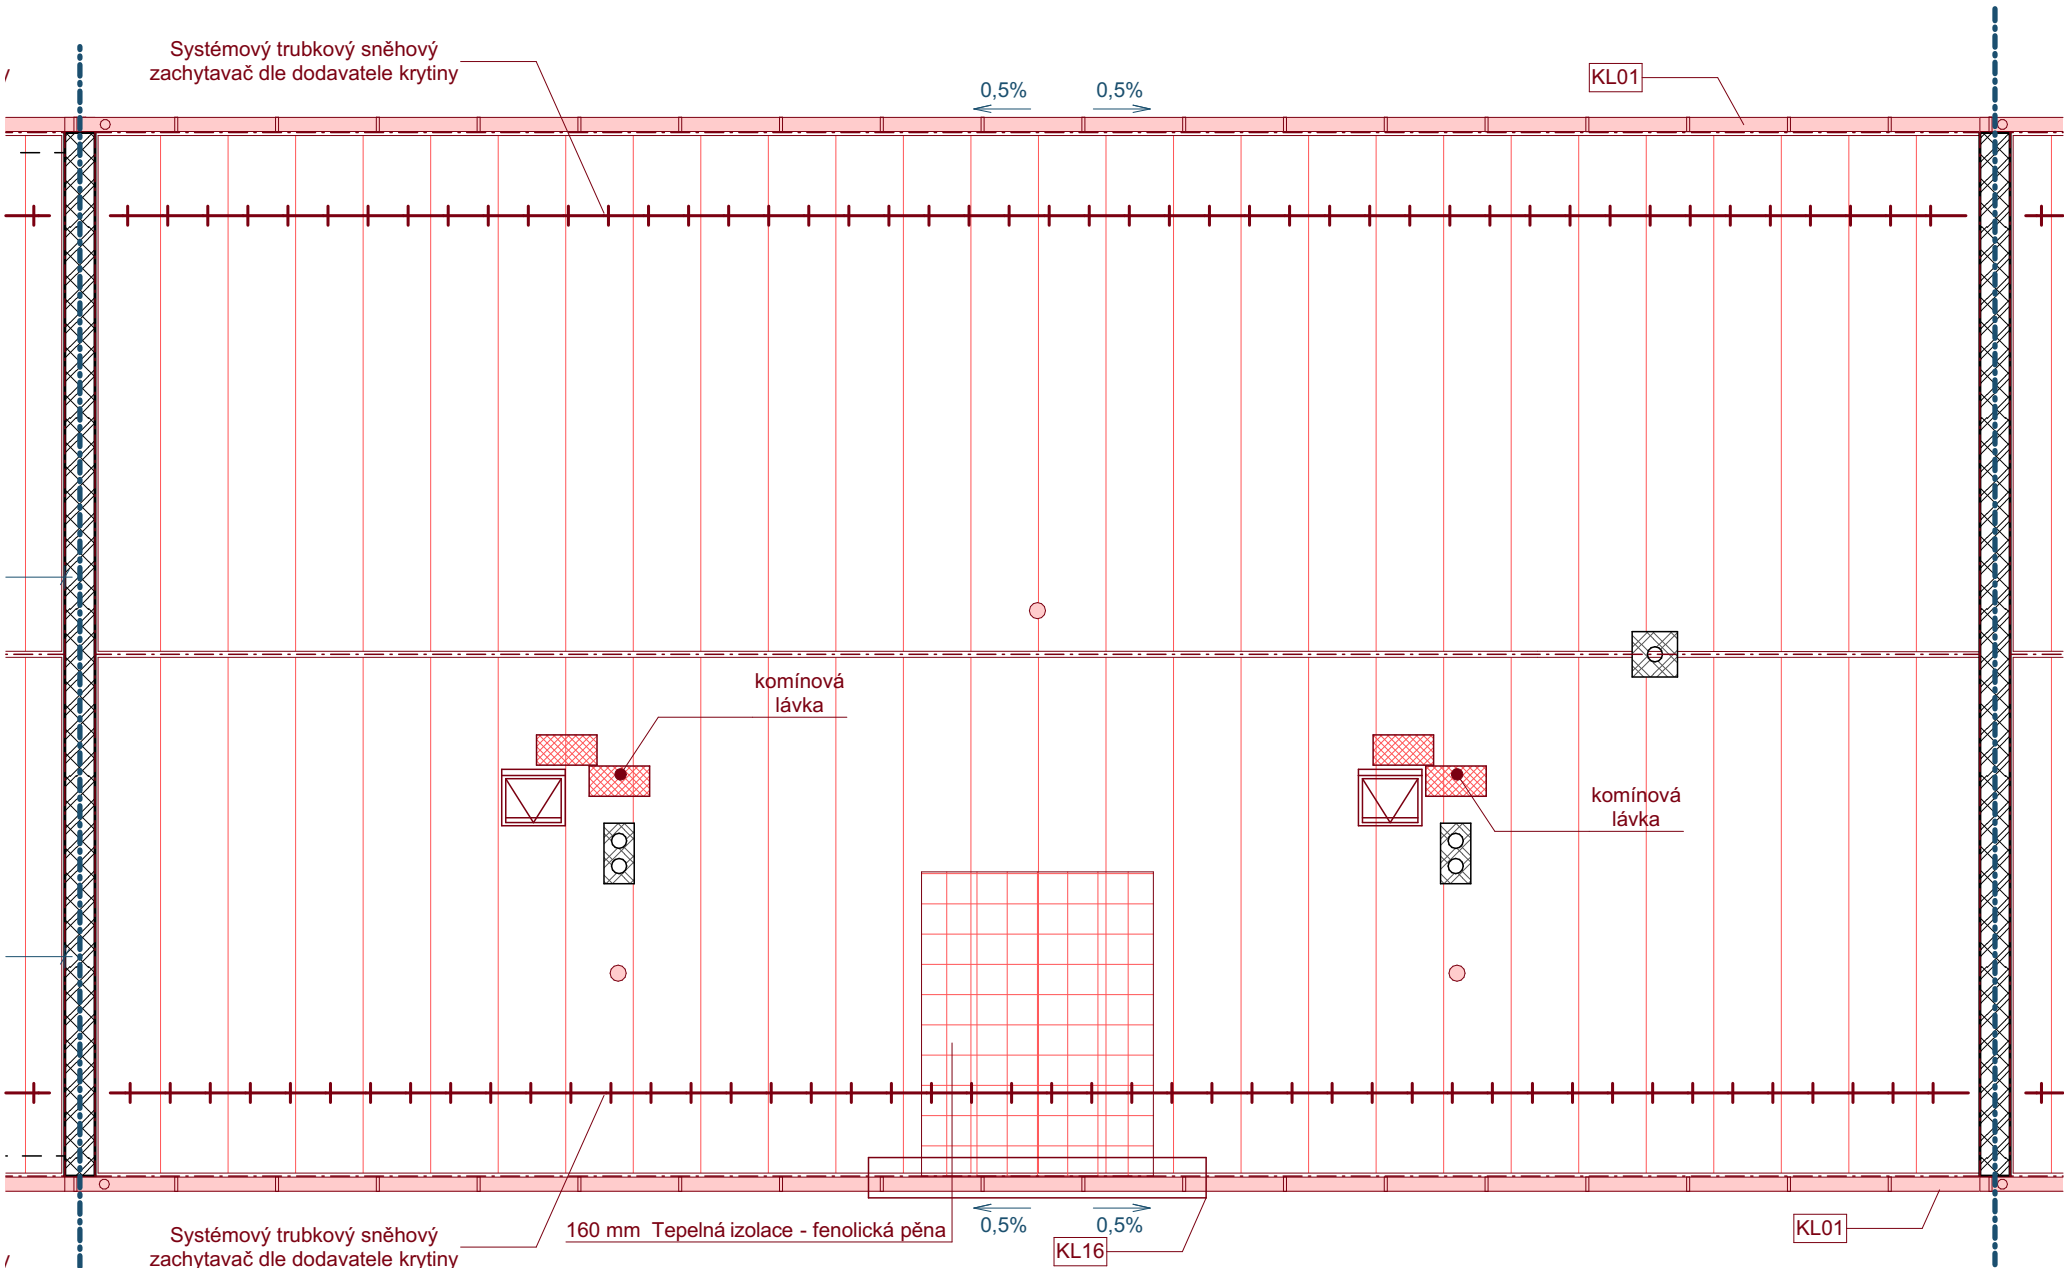 Systémový trubkový sněhový
zachytavač dle dodavatele krytiny
0,5%
0,5%
KL01
komínová
lávka
komínová
lávka
Systémový trubkový sněhový
zachytavač dle dodavatele krytiny
160 mm Tepelná izolace - fenolická pěna
0,5%
0,5%
KL16
KL01